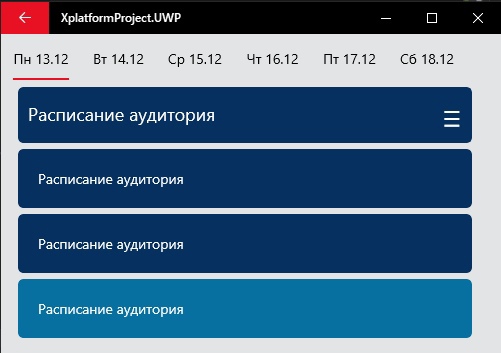 XplatformProject.UWP
Пн 13.12 Вт 14.12 Ср 15.12 Чт 16.12 Пт 17.12 Сб 18.12
Расписание аудитория
Расписание аудитория
Расписание аудитория
Расписание аудитория